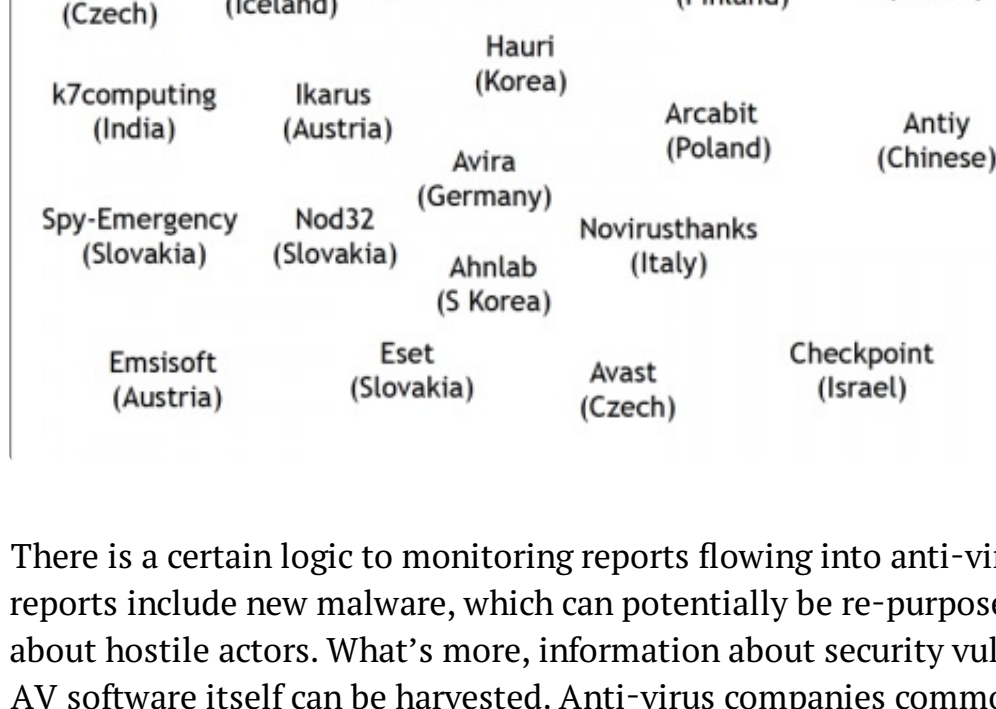 (Czech)
(Iceland)
(Finland)
Hauri
(Korea)
k7computing
(India)
Ikarus
(Austria)
Arcabit
(Poland)
Antiy
(Chinese)
Avira
(Germany)
Spy-Emergency
(Slovakia)
Nod32
(Slovakia)
Novirusthanks
(Italy)
Ahnlab
(S Korea)
Emsisoft
(Austria)
Eset
(Slovakia)
Avast
(Czech)
Checkpoint
(Israel)
There is a certain logic to monitoring reports flowing into anti-vi
reports include new malware, which can potentially be re-purpose
about hostile actors. What’s more, information about security vul
AV software itself can be harvested. Anti-virus companies commo